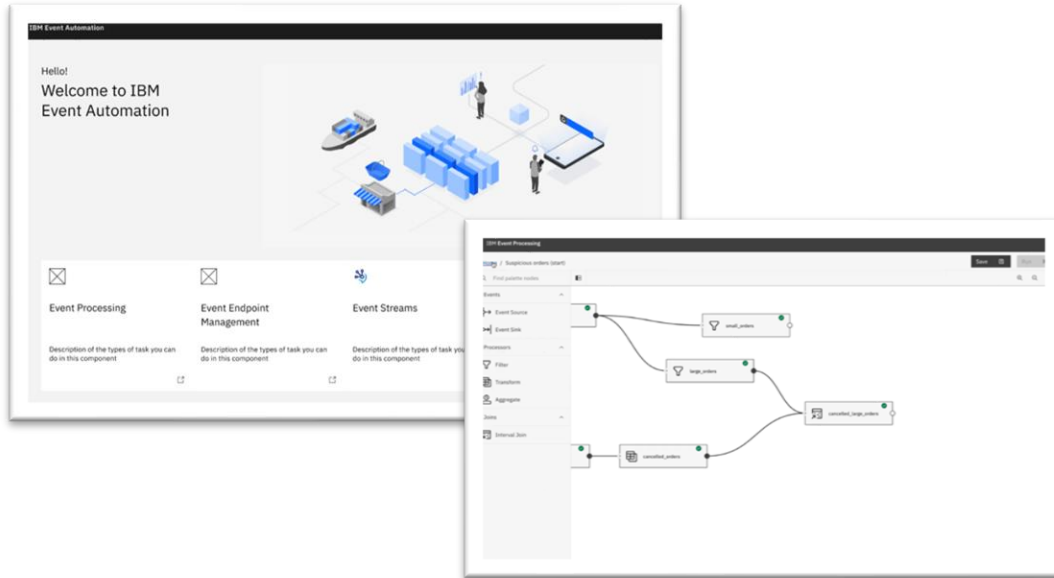 IBM Event Automation
Hello!
Welcome to IBM
Event Automation
Event Processing
Description of the types of task you can
do in this component
Event Endpoint
Management
Description of the types of task you can
do in this component
Event Streams
Description of the types of task you
do in this component
IBM Event Processing
Home / Suspicious orders (start)
Save
Run
Find palette nodes
Events
Event Source
Event Sink
Processors
Filter
Transform
Aggregate
Joins
Interval Join
small_orders
large_orders
cancelled_large_orders
cancelled_orders